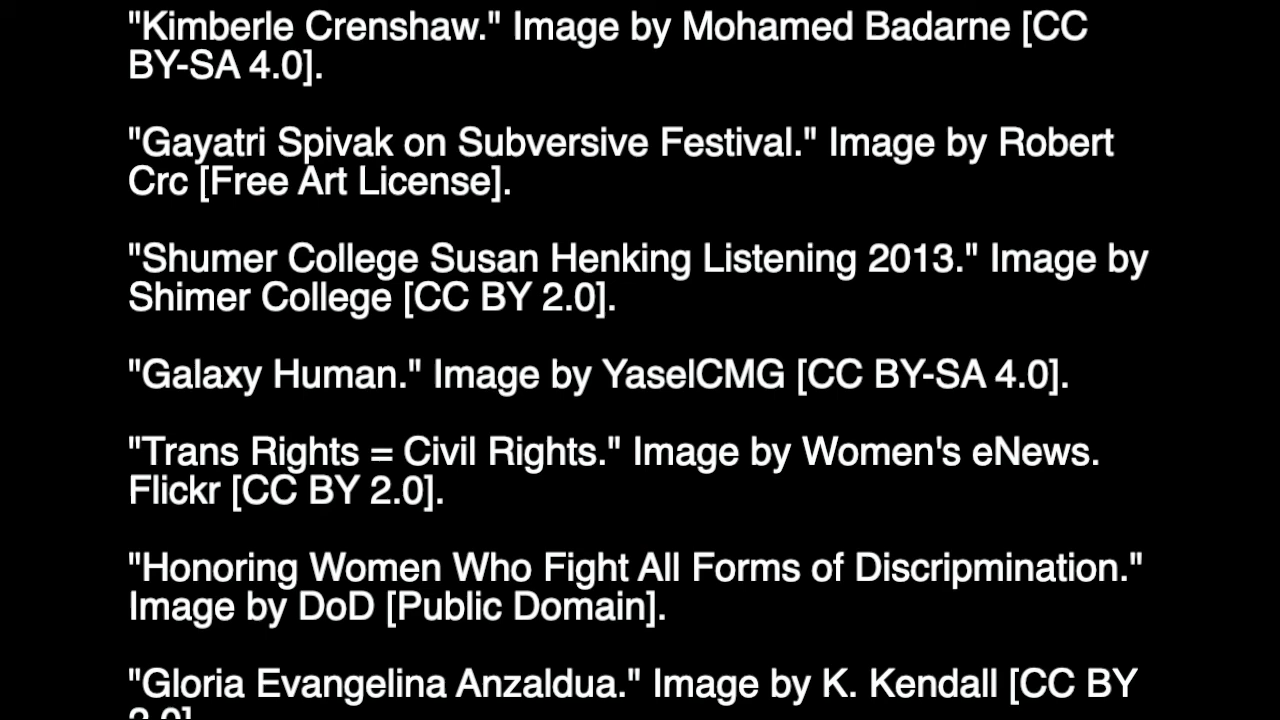 "Kimberle Crenshaw." Image by Mohamed Badarne [CC
BY-SA 4.0].
"Gayatri Spivak on Subversive Festival." Image by Robert
Crc [Free Art License].
"Shumer College Susan Henking Listening 2013." Image by
Shimer College [CC BY 2.0].
"Galaxy Human." Image by YaselCMG [CC BY-SA 4.0].
"Trans Rights = Civil Rights." Image by Women's eNews.
Flickr [CC BY 2.0].
"Honoring Women Who Fight All Forms of Discripmination."
Image by DoD [Public Domain].
"Gloria Evangelina Anzaldua." Image by K. Kendall [CC BY
2.0]